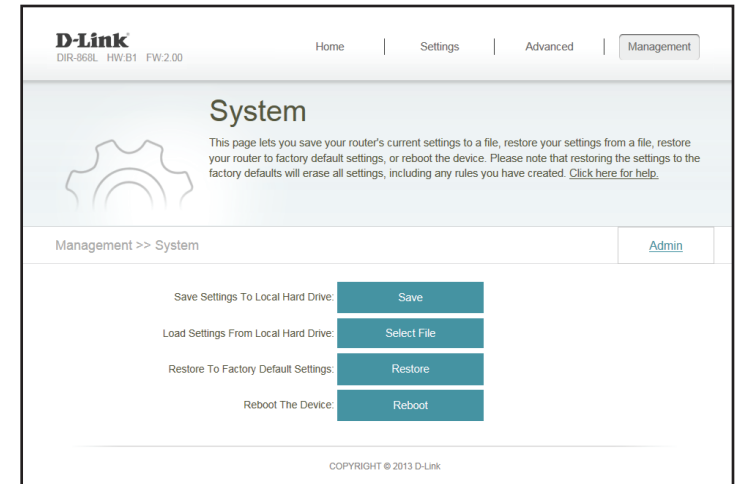 D-Link
DIR-868L HW:B1 FW:2.00
Home
Settings
Advanced
Management
System
This page lets you save your router's current settings to a file, restore your settings from a file, restore
your router to factory default settings, or reboot the device. Please note that restoring the settings to the
factory defaults will erase all settings, including any rules you have created. Click here for help.
Management >> System
Admin
Save Settings To Local Hard Drive: Save
Load Settings From Local Hard Drive: Select File
Restore To Factory Default Settings: Restore
Reboot The Device: Reboot
COPYRIGHT © 2013 D-Link